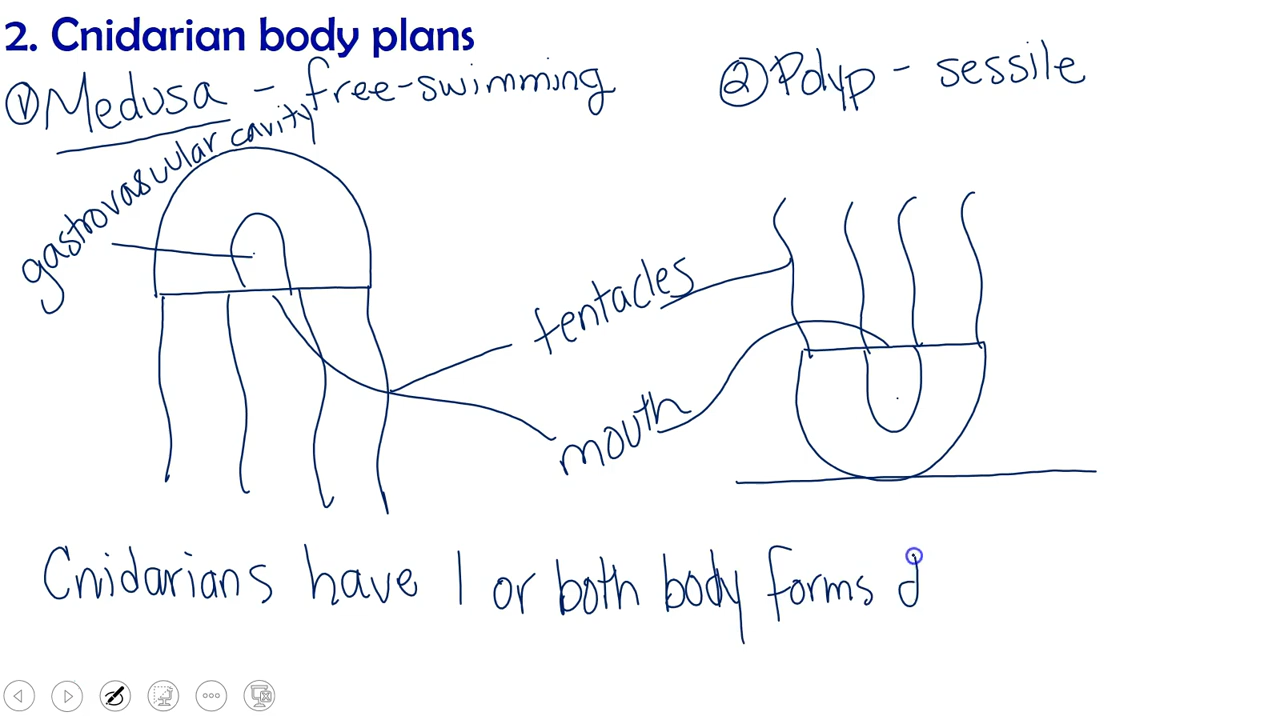 2. Cnidarian body plans
① Medusa - free-swimming
② Polyp - sessile
gastrovascular cavity
tentacles
mouth
Cnidarians have 1 or both body forms d